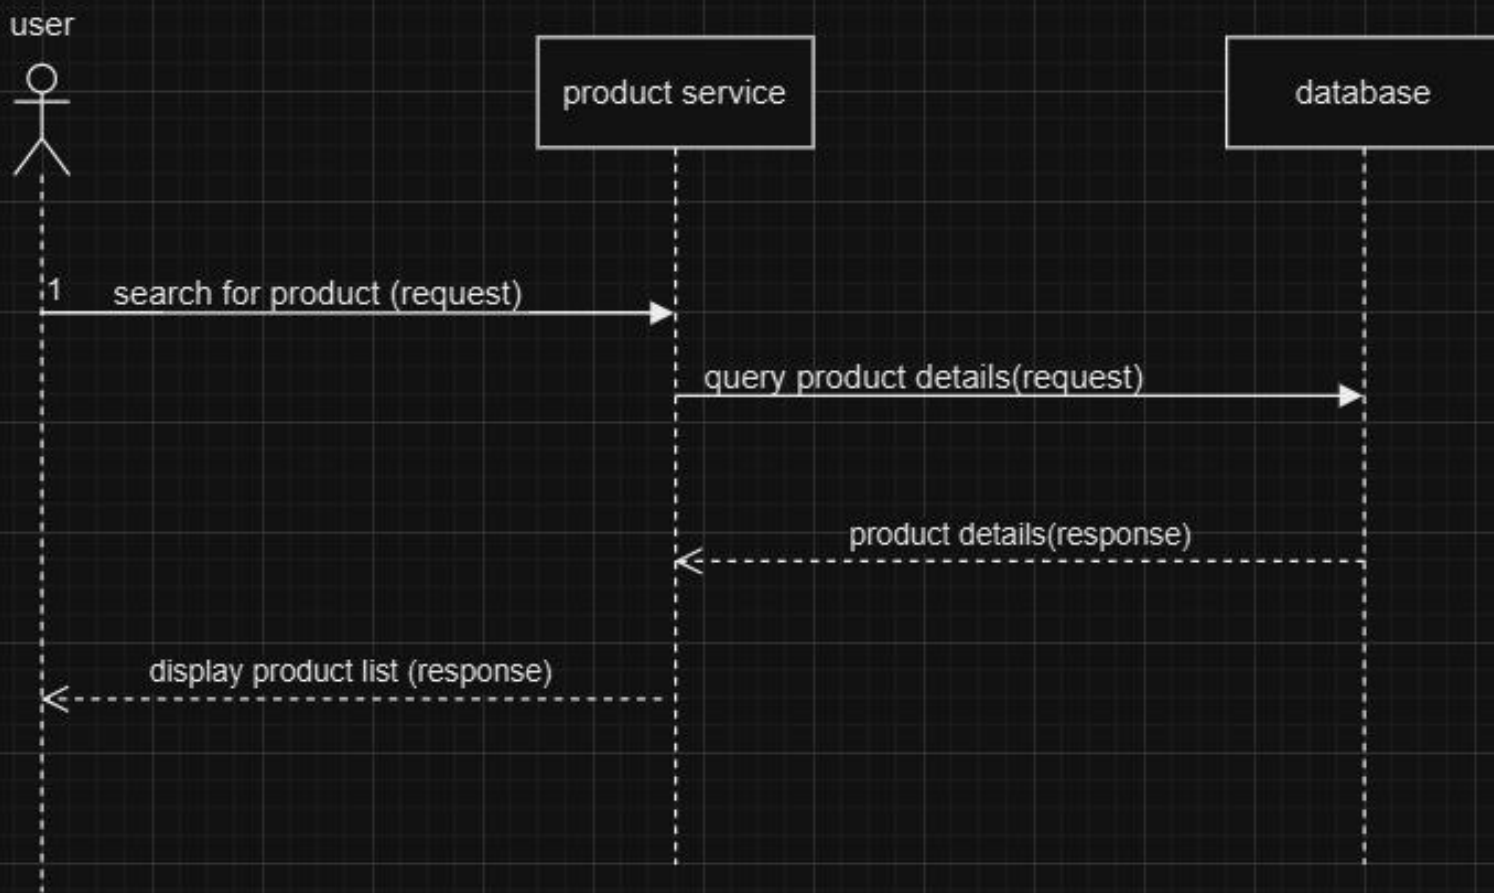 user
product service
database
1
search for product (request)
query product details(request)
product details(response)
display product list (response)